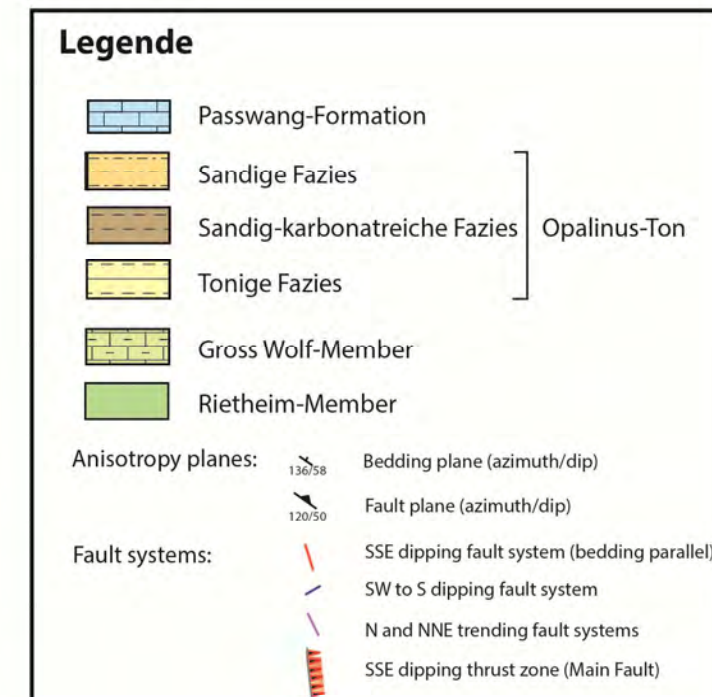 Legende
Passwang-Formation
Sandige Fazies
Sandig-karbonatreiche Fazies
Opalinus-Ton
Tonige Fazies
Gross Wolf-Member
Rietheim-Member
Anisotropy planes:
136/58
Bedding plane (azimuth/dip)
120/50
Fault plane (azimuth/dip)
Fault systems:
SSE dipping fault system (bedding parallel)
SW to S dipping fault system
N and NNE trending fault systems
SSE dipping thrust zone (Main Fault)